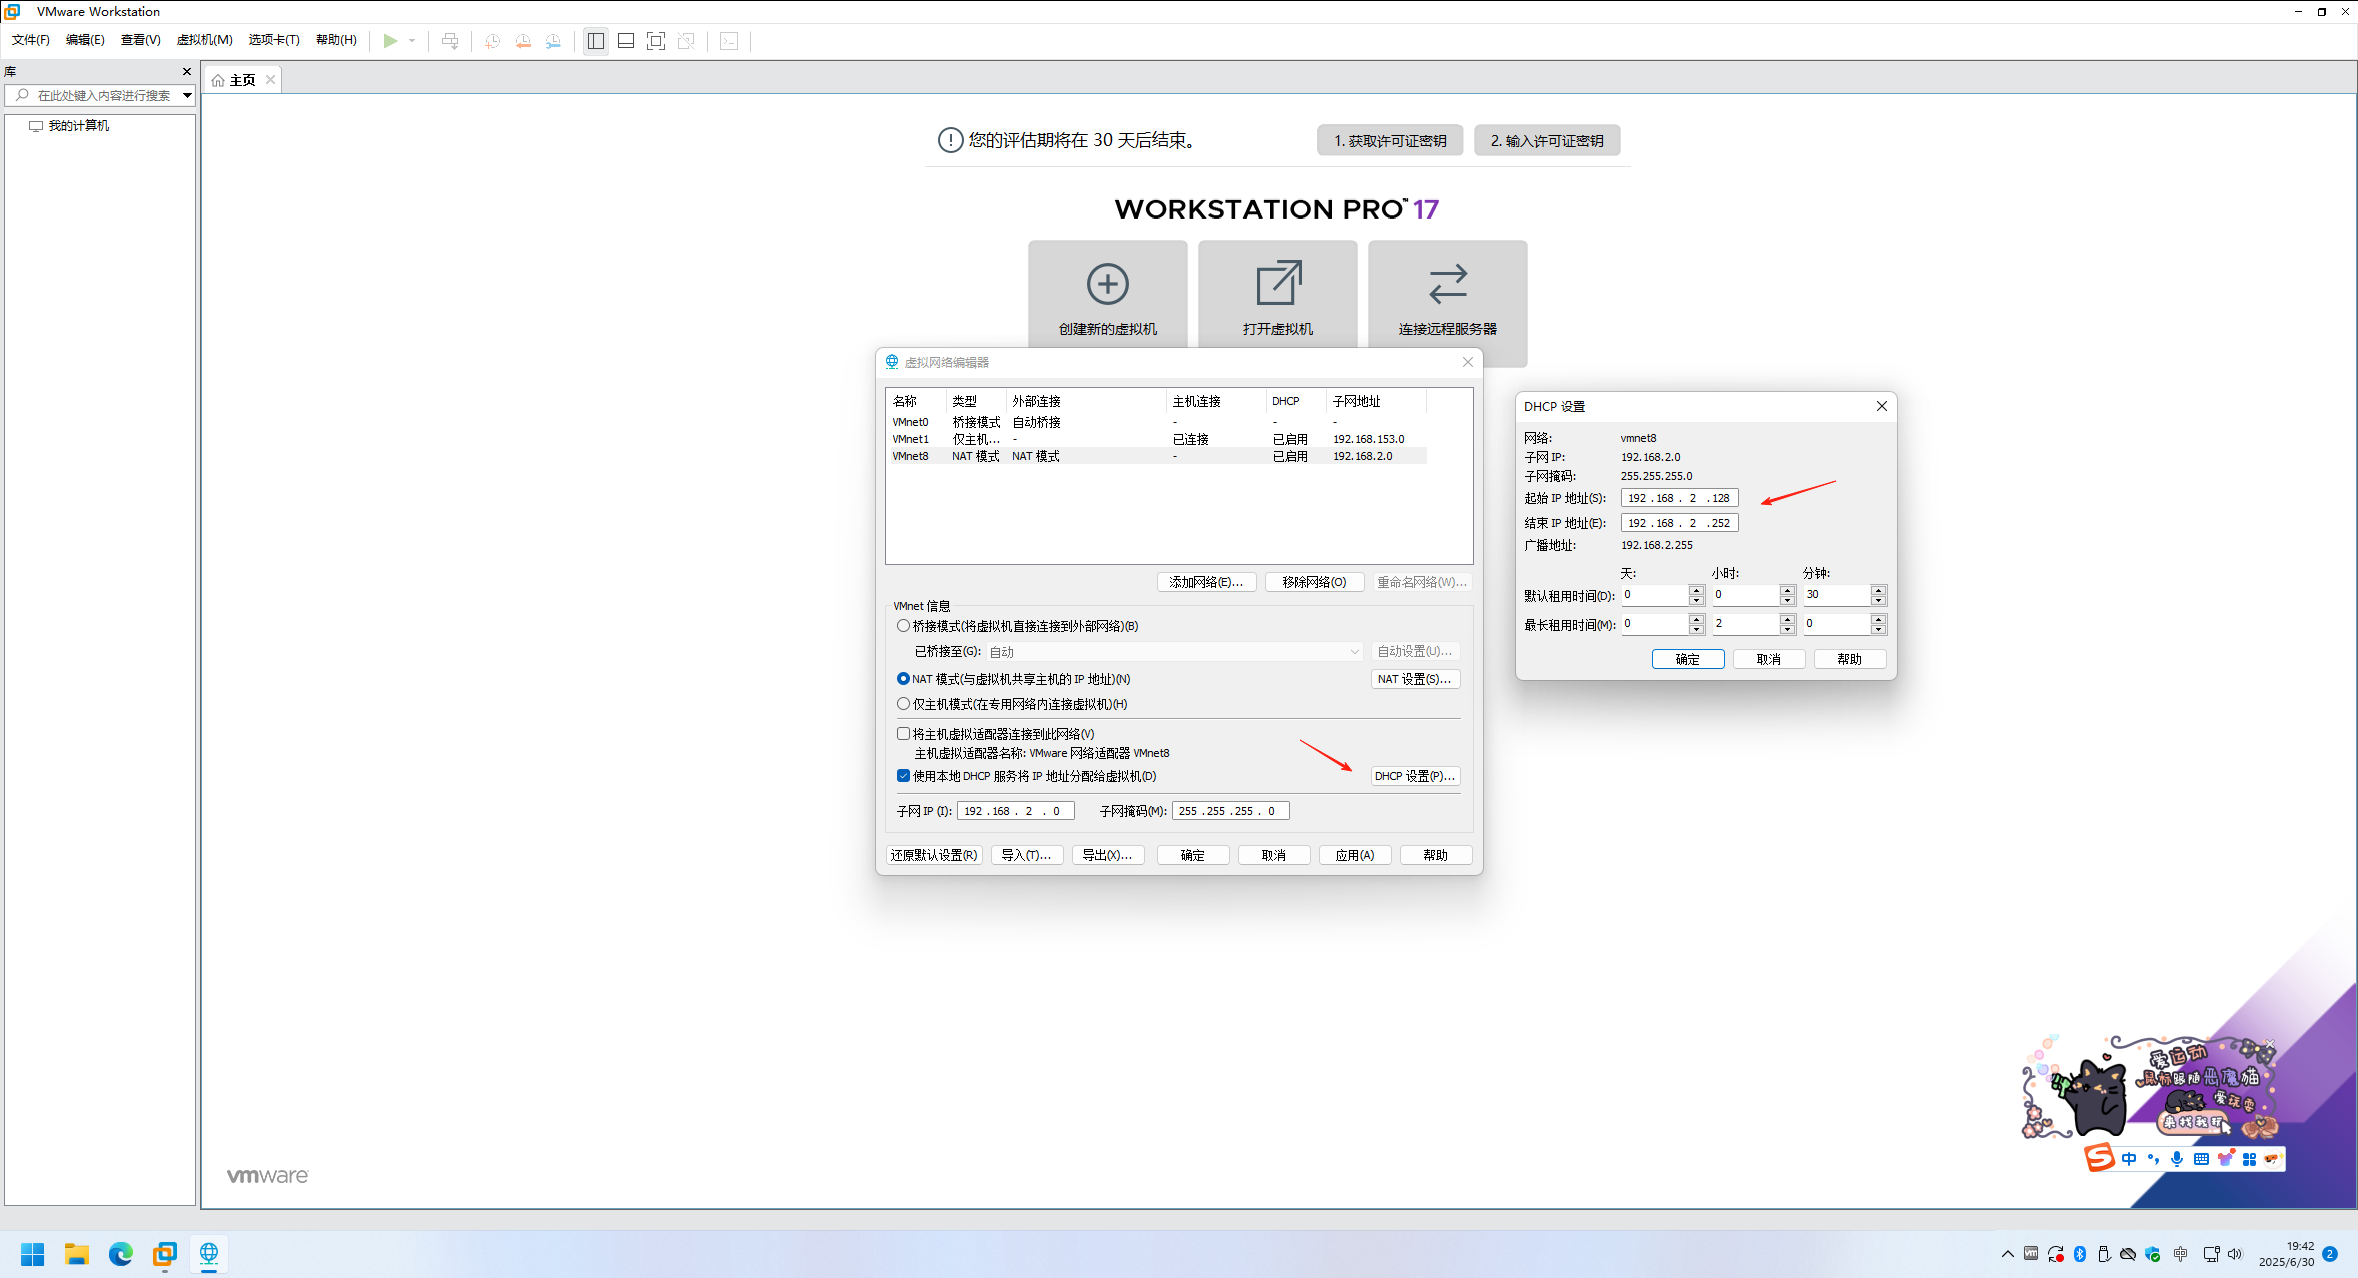 VMware Workstation
文件(F) 编辑(E) 查看(V) 虚拟机(M) 选项卡(T) 帮助(H)
库
在此处键入内容进行搜索
我的计算机
主页
您的评估期将在 30 天后结束。
1. 获取许可证密钥
2. 输入许可证密钥
WORKSTATION PRO™ 17
创建新的虚拟机
打开虚拟机
连接远程服务器
虚拟网络编辑器
名称 类型 外部连接 主机连接 DHCP 子网地址
VMnet0 桥接模式 自动桥接 - - -
VMnet1 仅主机... - 已连接 已启用 192.168.153.0
VMnet8 NAT 模式 NAT 模式 - 已启用 192.168.2.0
添加网络(E)... 移除网络(O) 重命名网络(W)...
VMnet 信息
桥接模式(将虚拟机直接连接到外部网络)(B)
已桥接至(G): 自动 自动设置(U)...
NAT 模式(与虚拟机共享主机的 IP 地址)(N) NAT 设置(S)...
仅主机模式(在专用网络内连接虚拟机)(H)
将主机虚拟适配器连接到此网络(V)
主机虚拟适配器名称: VMware 网络适配器 VMnet8
使用本地 DHCP 服务将 IP 地址分配给虚拟机(D) DHCP 设置(P)...
子网 IP (I): 192 .168 . 2 . 0 子网掩码(M): 255 .255 .255 . 0
还原默认设置(R) 导入(T)... 导出(X)... 确定 取消 应用(A) 帮助
DHCP 设置
网络: vmnet8
子网 IP: 192.168.2.0
子网掩码: 255.255.255.0
起始 IP 地址(S): 192 .168 . 2 .128
结束 IP 地址(E): 192 .168 . 2 .252
广播地址: 192.168.2.255
天: 小时: 分钟:
默认租用时间(D): 0 0 30
最长租用时间(M): 0 2 0
确定 取消 帮助
爱运动
鼠标跟随恶魔猫
爱玩耍
来找我玩
S 中
vmware
vm 中
19:42
2025/6/30
2